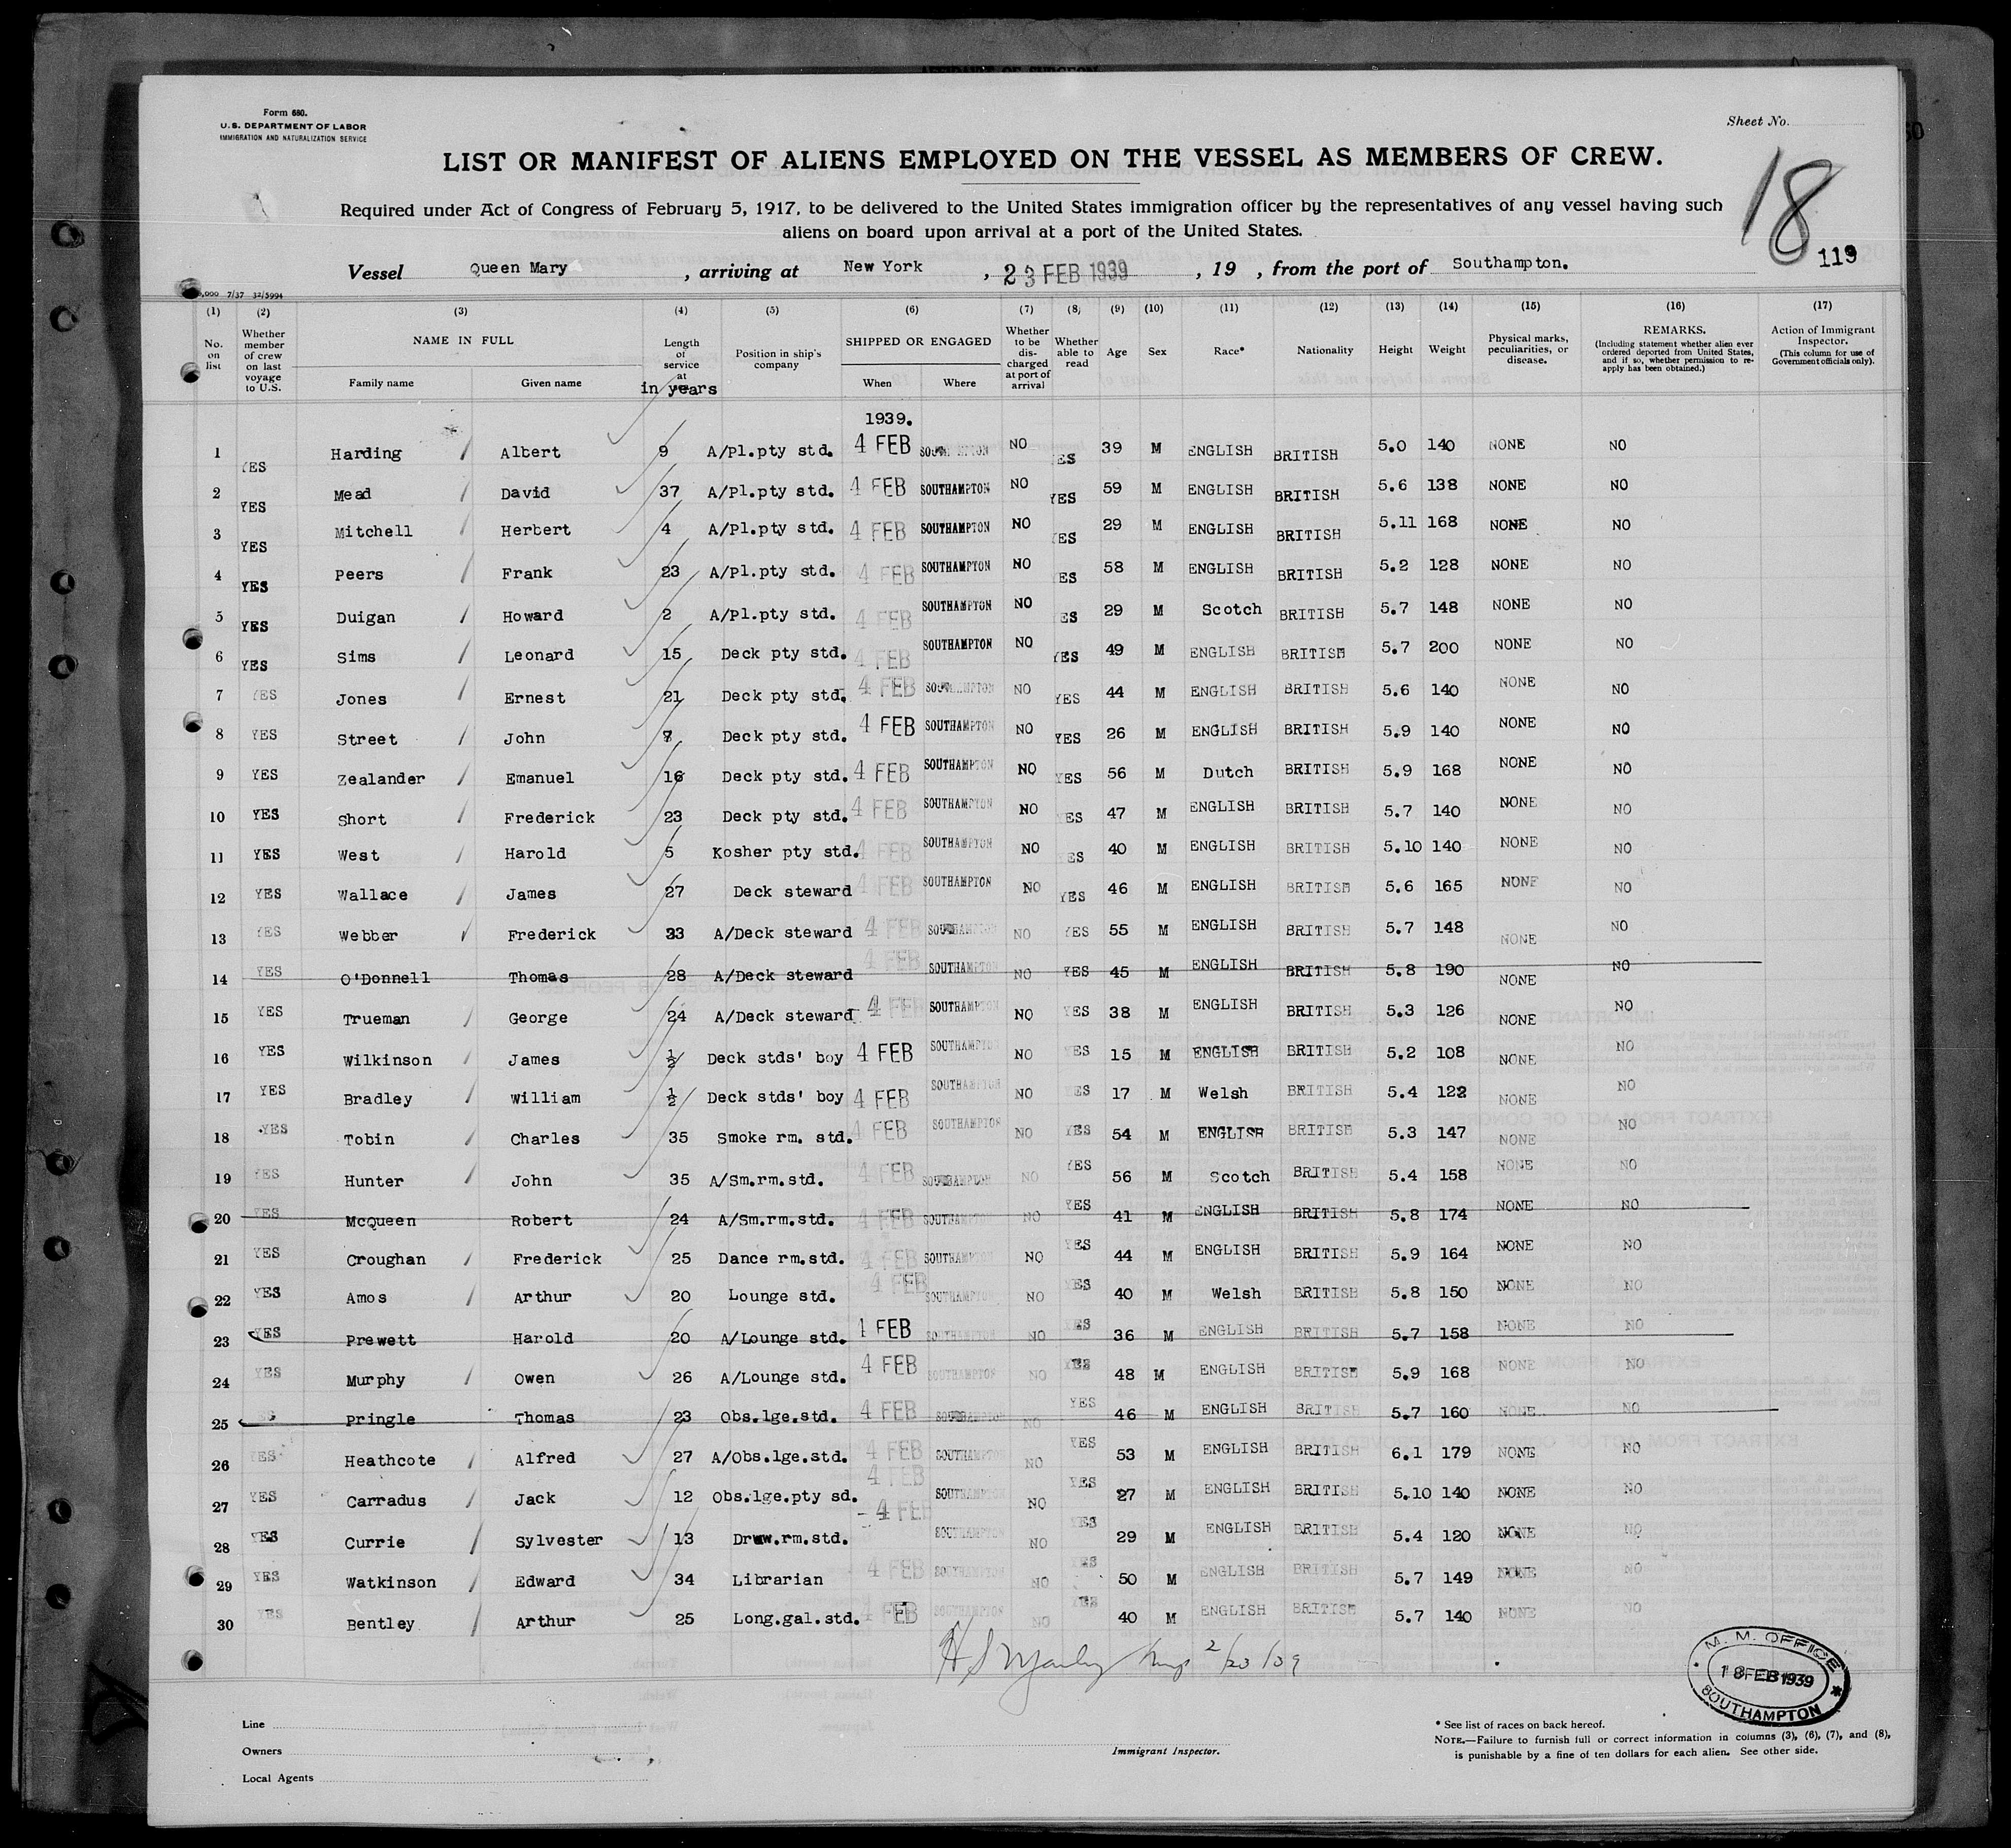 Form 680.
U.S. DEPARTMENT OF LABOR
IMMIGRATION AND NATURALIZATION SERVICE
Sheet No.
LIST OR MANIFEST OF ALIENS EMPLOYED ON THE VESSEL AS MEMBERS OF CREW.
18
Required under Act of Congress of February 5, 1917, to be delivered to the United States immigration officer by the representatives of any vessel having such
aliens on board upon arrival at a port of the United States.
119
Vessel Queen Mary, arriving at New York, 23 FEB 1939, 19 , from the port of Southampton.
,000 7/37 32/5994
(1) (2) (3) (4) (5) (6) (7) (8) (9) (10) (11) (12) (13) (14) (15) (16) (17)
No. on list Whether member of crew on last voyage to U.S. NAME IN FULL Family name Given name Length of service at in years Position in ship's company SHIPPED OR ENGAGED When Where Whether to be discharged at port of arrival Whether able to read Age Sex Race* Nationality Height Weight Physical marks, peculiarities, or disease. REMARKS. (Including statement whether alien ever ordered deported from United States, and if so, whether permission to reapply has been obtained.) Action of Immigrant Inspector. (This column for use of Government officials only).
1939.
1 YES Harding Albert 9 A/Pl.pty std. 4 FEB SOUTHAMPTON NO YES 39 M ENGLISH BRITISH 5.0 140 NONE NO
2 YES Mead David 37 A/Pl.pty std. 4 FEB SOUTHAMPTON NO YES 59 M ENGLISH BRITISH 5.6 138 NONE NO
3 YES Mitchell Herbert 4 A/Pl.pty std. 4 FEB SOUTHAMPTON NO YES 29 M ENGLISH BRITISH 5.11 168 NONE NO
4 YES Peers Frank 23 A/Pl.pty std. 4 FEB SOUTHAMPTON NO YES 58 M ENGLISH BRITISH 5.2 128 NONE NO
5 YES Duigan Howard 2 A/Pl.pty std. 4 FEB SOUTHAMPTON NO YES 29 M Scotch BRITISH 5.7 148 NONE NO
6 YES Sims Leonard 15 Deck pty std. 4 FEB SOUTHAMPTON NO YES 49 M ENGLISH BRITISH 5.7 200 NONE NO
7 YES Jones Ernest 21 Deck pty std. 4 FEB SOUTHAMPTON NO YES 44 M ENGLISH BRITISH 5.6 140 NONE NO
8 YES Street John 7 Deck pty std. 4 FEB SOUTHAMPTON NO YES 26 M ENGLISH BRITISH 5.9 140 NONE NO
9 YES Zealander Emanuel 16 Deck pty std. 4 FEB SOUTHAMPTON NO YES 56 M Dutch BRITISH 5.9 168 NONE NO
10 YES Short Frederick 23 Deck pty std. 4 FEB SOUTHAMPTON NO YES 47 M ENGLISH BRITISH 5.7 140 NONE NO
11 YES West Harold 5 Kosher pty std. 4 FEB SOUTHAMPTON NO YES 40 M ENGLISH BRITISH 5.10 140 NONE NO
12 YES Wallace James 27 Deck steward 4 FEB SOUTHAMPTON NO YES 46 M ENGLISH BRITISH 5.6 165 NONE NO
13 YES Webber Frederick 33 A/Deck steward 4 FEB SOUTHAMPTON NO YES 55 M ENGLISH BRITISH 5.7 148 NONE NO
14 YES O'Donnell Thomas 28 A/Deck steward 4 FEB SOUTHAMPTON NO YES 45 M ENGLISH BRITISH 5.8 190 NONE NO
15 YES Trueman George 24 A/Deck steward 4 FEB SOUTHAMPTON NO YES 38 M ENGLISH BRITISH 5.3 126 NONE NO
16 YES Wilkinson James ½ Deck stds' boy 4 FEB SOUTHAMPTON NO YES 15 M ENGLISH BRITISH 5.2 108 NONE NO
17 YES Bradley William ½ Deck stds' boy 4 FEB SOUTHAMPTON NO YES 17 M Welsh BRITISH 5.4 122 NONE NO
18 YES Tobin Charles 35 Smoke rm. std. 4 FEB SOUTHAMPTON NO YES 54 M ENGLISH BRITISH 5.3 147 NONE NO
19 YES Hunter John 35 A/Sm.rm.std. 4 FEB SOUTHAMPTON NO YES 56 M Scotch BRITISH 5.4 158 NONE NO
20 YES McQueen Robert 24 A/Sm.rm.std. 4 FEB SOUTHAMPTON NO YES 41 M ENGLISH BRITISH 5.8 174 NONE NO
21 YES Croughan Frederick 25 Dance rm.std. 4 FEB SOUTHAMPTON NO YES 44 M ENGLISH BRITISH 5.9 164 NONE NO
22 YES Amos Arthur 20 Lounge std. 4 FEB SOUTHAMPTON NO YES 40 M Welsh BRITISH 5.8 150 NONE NO
23 YES Prewett Harold 20 A/Lounge std. 4 FEB SOUTHAMPTON NO YES 36 M ENGLISH BRITISH 5.7 158 NONE NO
24 YES Murphy Owen 26 A/Lounge std. 4 FEB SOUTHAMPTON NO YES 48 M ENGLISH BRITISH 5.9 168 NONE NO
25 Pringle Thomas 23 Obs.lge.std. 4 FEB SOUTHAMPTON NO YES 46 M ENGLISH BRITISH 5.7 160 NONE NO
26 YES Heathcote Alfred 27 A/Obs.lge.std. 4 FEB SOUTHAMPTON NO YES 53 M ENGLISH BRITISH 6.1 179 NONE NO
27 YES Carradus Jack 12 Obs.lge.pty sd. 4 FEB SOUTHAMPTON NO YES 27 M ENGLISH BRITISH 5.10 140 NONE NO
28 YES Currie Sylvester 13 Draw.rm.std. 4 FEB SOUTHAMPTON NO YES 29 M ENGLISH BRITISH 5.4 120 NONE NO
29 YES Watkinson Edward 34 Librarian 4 FEB SOUTHAMPTON NO YES 50 M ENGLISH BRITISH 5.7 149 NONE NO
30 YES Bentley Arthur 25 Long.gal.std. 4 FEB SOUTHAMPTON NO YES 40 M ENGLISH BRITISH 5.7 140 NONE NO
2/23/39
M. M. OFFICE
18 FEB 1939
SOUTHAMPTON
Line
Owners
Local Agents
Immigrant Inspector.
* See list of races on back hereof.
NOTE.—Failure to furnish full or correct information in columns (3), (6), (7), and (8),
is punishable by a fine of ten dollars for each alien. See other side.